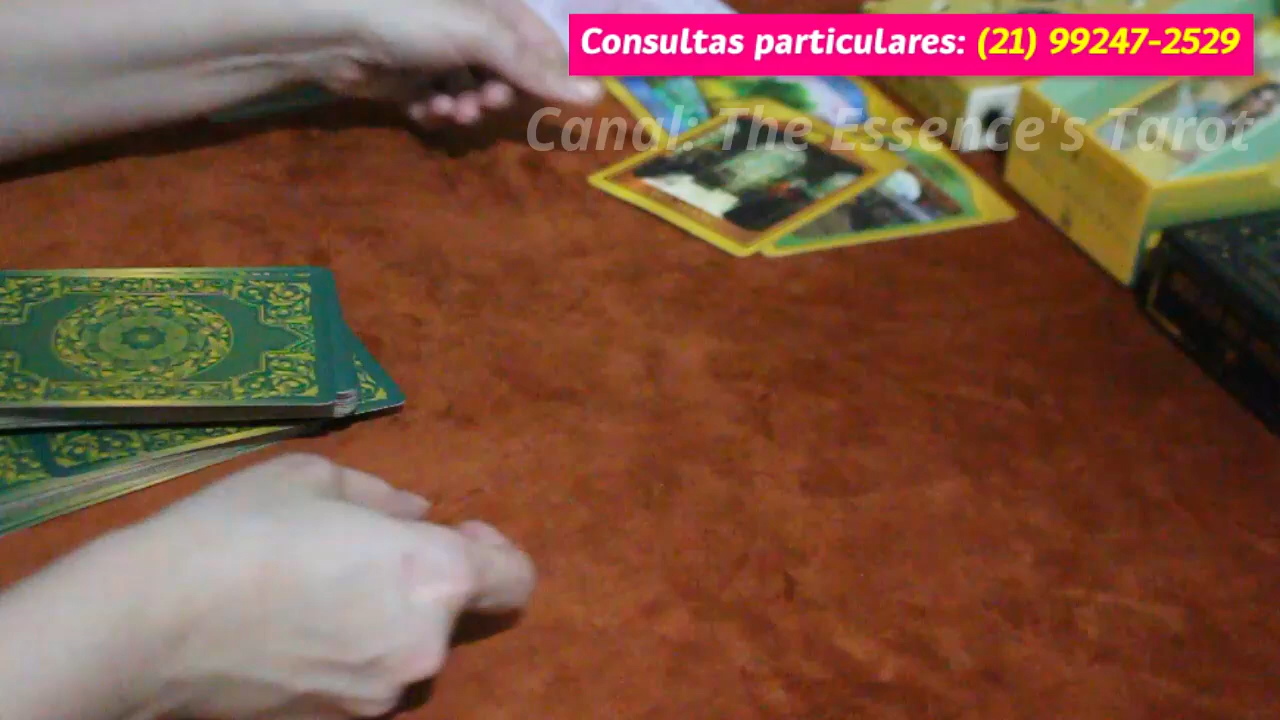 Consultas particulares: (21) 99247-2529
Canal: The Essence's Tarot